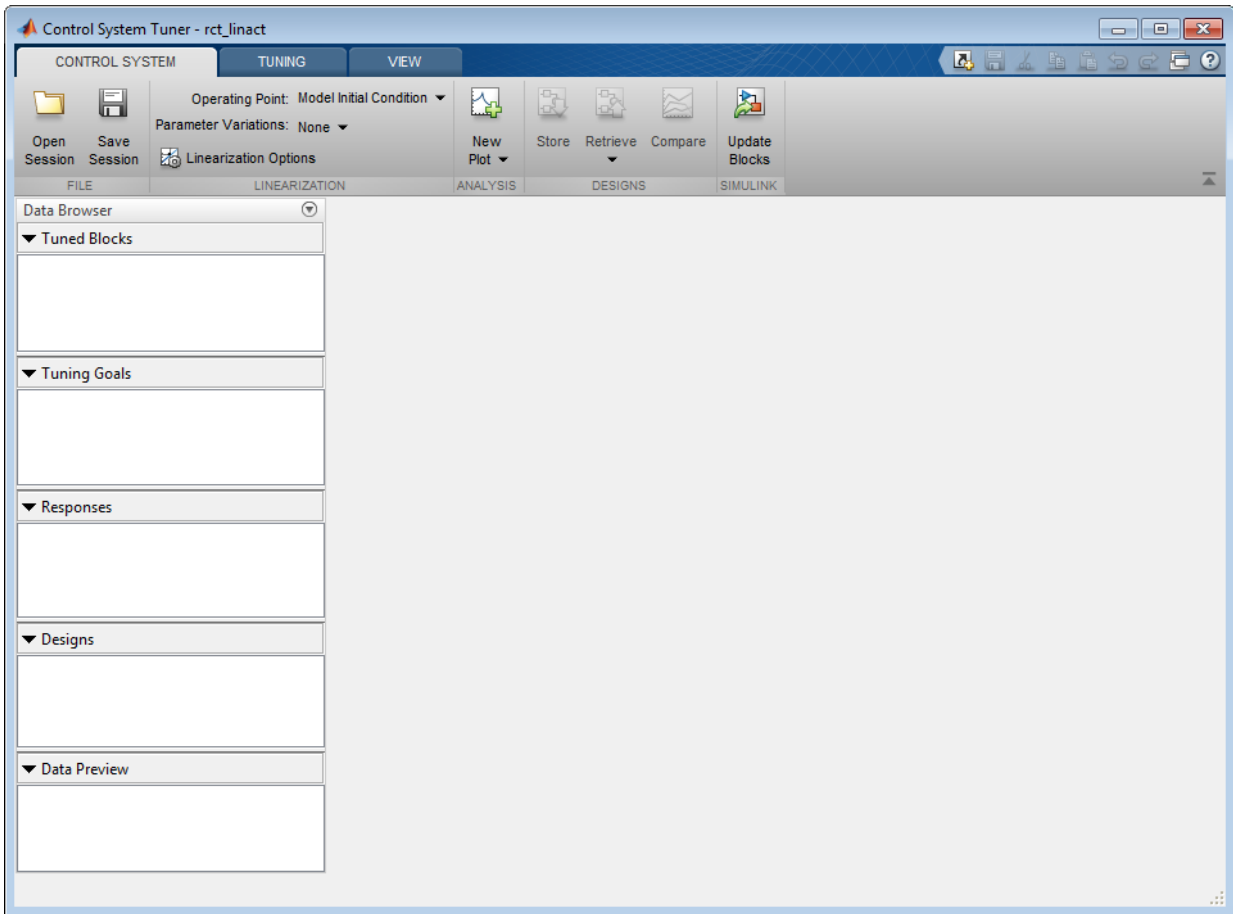 Control System Tuner - rct_linact
CONTROL SYSTEM TUNING VIEW
Open Session
Save Session
FILE
Operating Point: Model Initial Condition
Parameter Variations: None
Linearization Options
LINEARIZATION
New Plot
ANALYSIS
Store Retrieve Compare
DESIGNS
Update Blocks
SIMULINK
Data Browser
Tuned Blocks
Tuning Goals
Responses
Designs
Data Preview